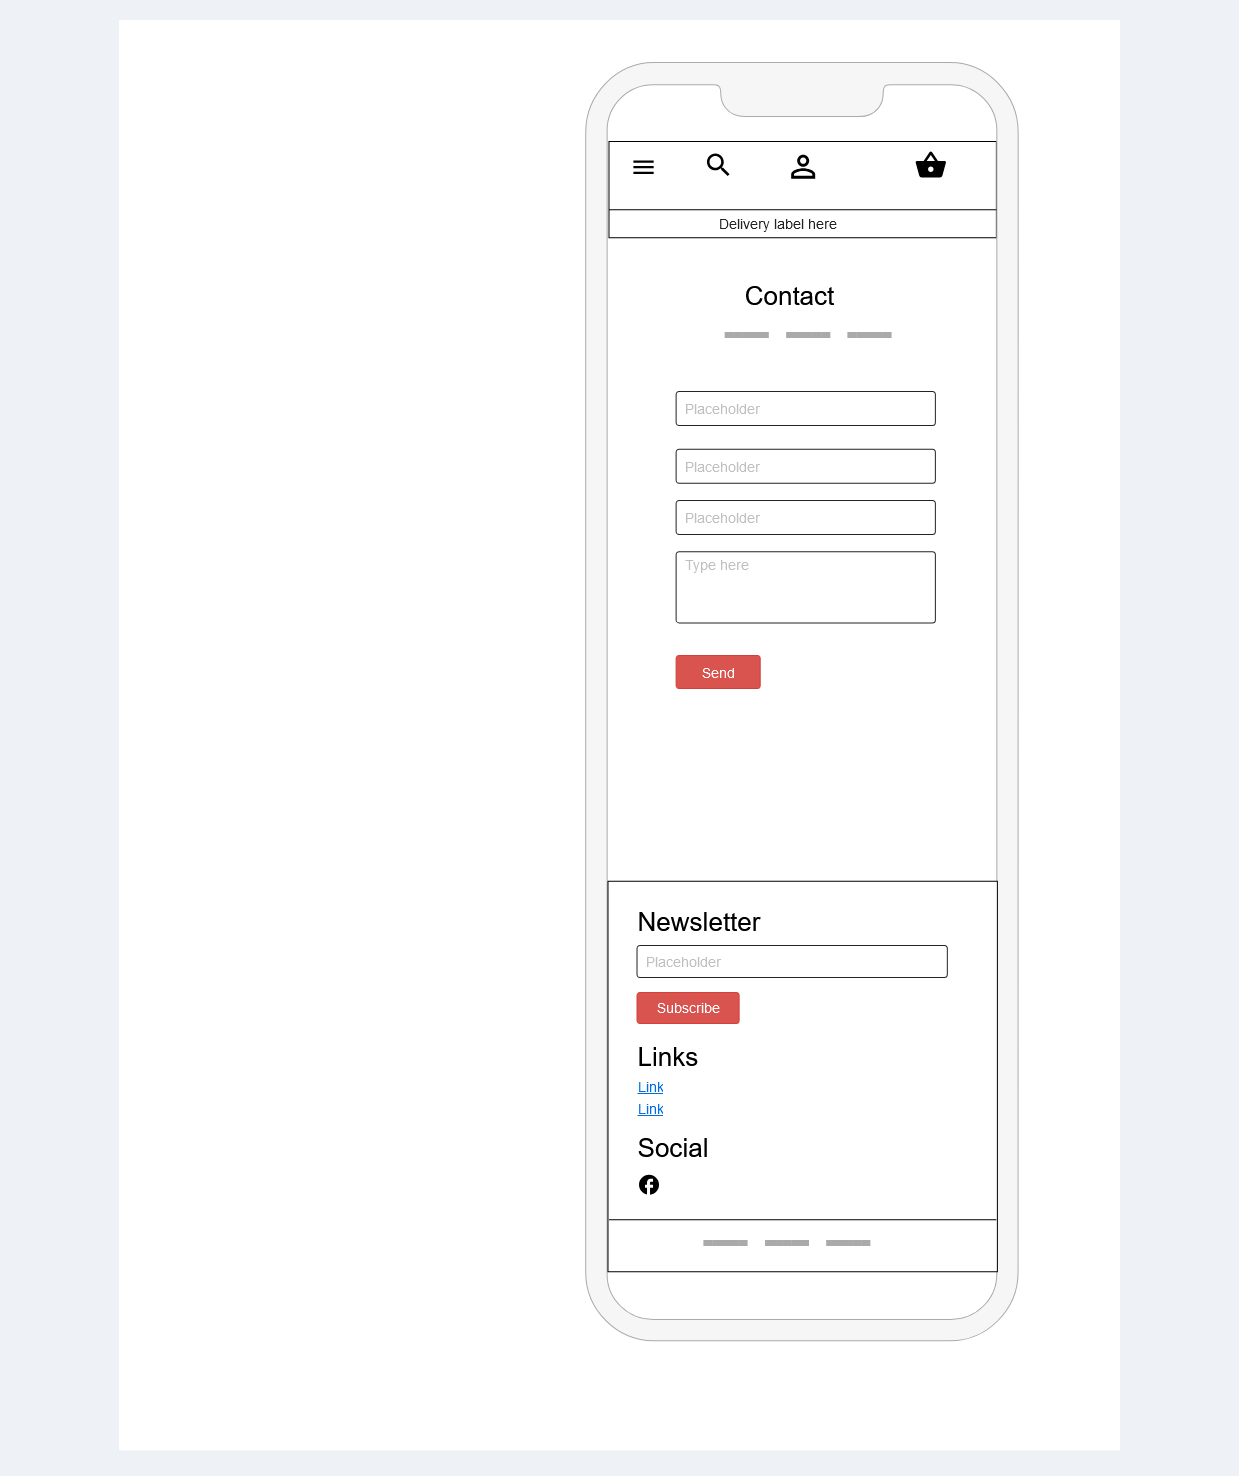 Delivery label here
Contact
Placeholder
Placeholder
Placeholder
Type here
Send
Newsletter
Placeholder
Subscribe
Links
Link
Link
Social